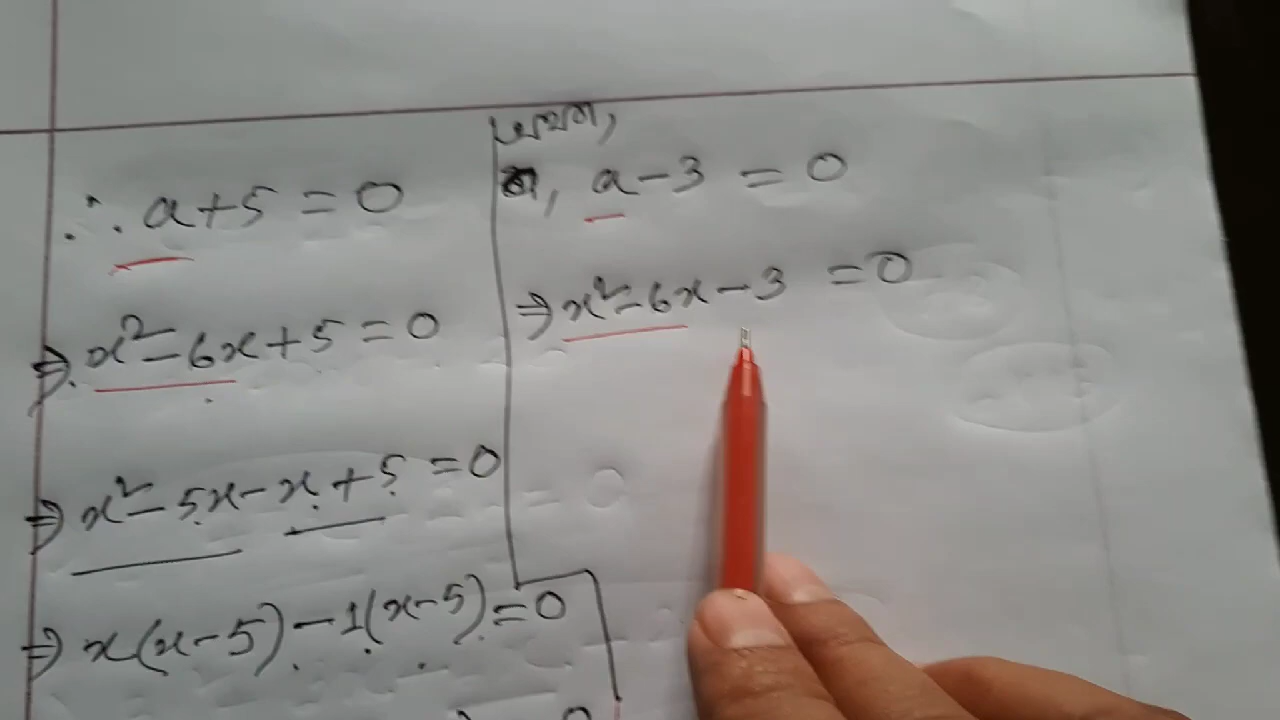 ∴ a+5 = 0
⇒ x²-6x+5 = 0
⇒ x²-5x-x+5 = 0
⇒ x(x-5)-1(x-5) = 0
a-3 = 0
⇒ x²-6x-3 = 0